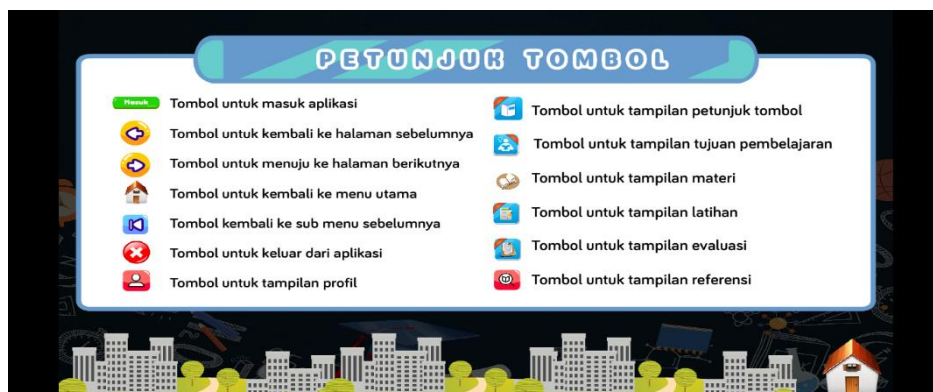 PETUNJUK TOMBOL
Masuk
Tombol untuk masuk aplikasi
Tombol untuk kembali ke halaman sebelumnya
Tombol untuk menuju ke halaman berikutnya
Tombol untuk kembali ke menu utama
Tombol kembali ke sub menu sebelumnya
Tombol untuk keluar dari aplikasi
Tombol untuk tampilan profil
Tombol untuk tampilan petunjuk tombol
Tombol untuk tampilan tujuan pembelajaran
Tombol untuk tampilan materi
Tombol untuk tampilan latihan
Tombol untuk tampilan evaluasi
Tombol untuk tampilan referensi